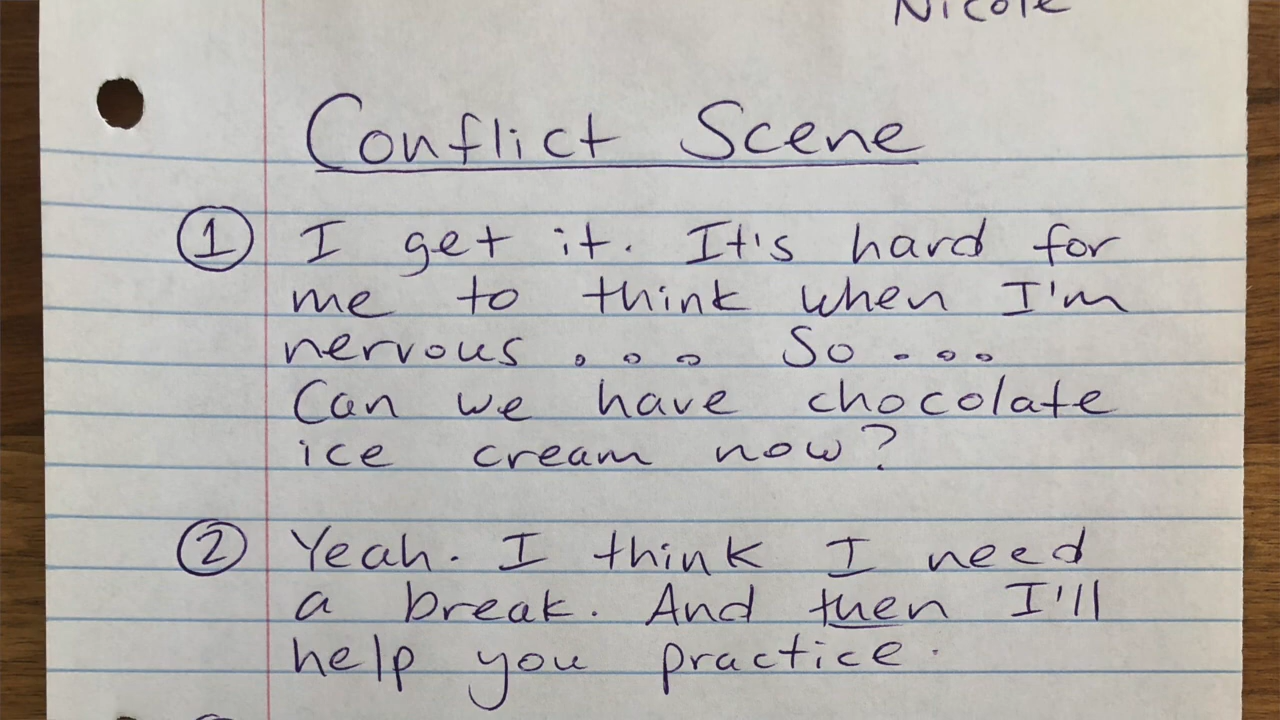 Nicole
Conflict Scene
① I get it. It's hard for
me to think when I'm
nervous . . . So . . .
Can we have chocolate
ice cream now?
② Yeah. I think I need
a break. And then I'll
help you practice.